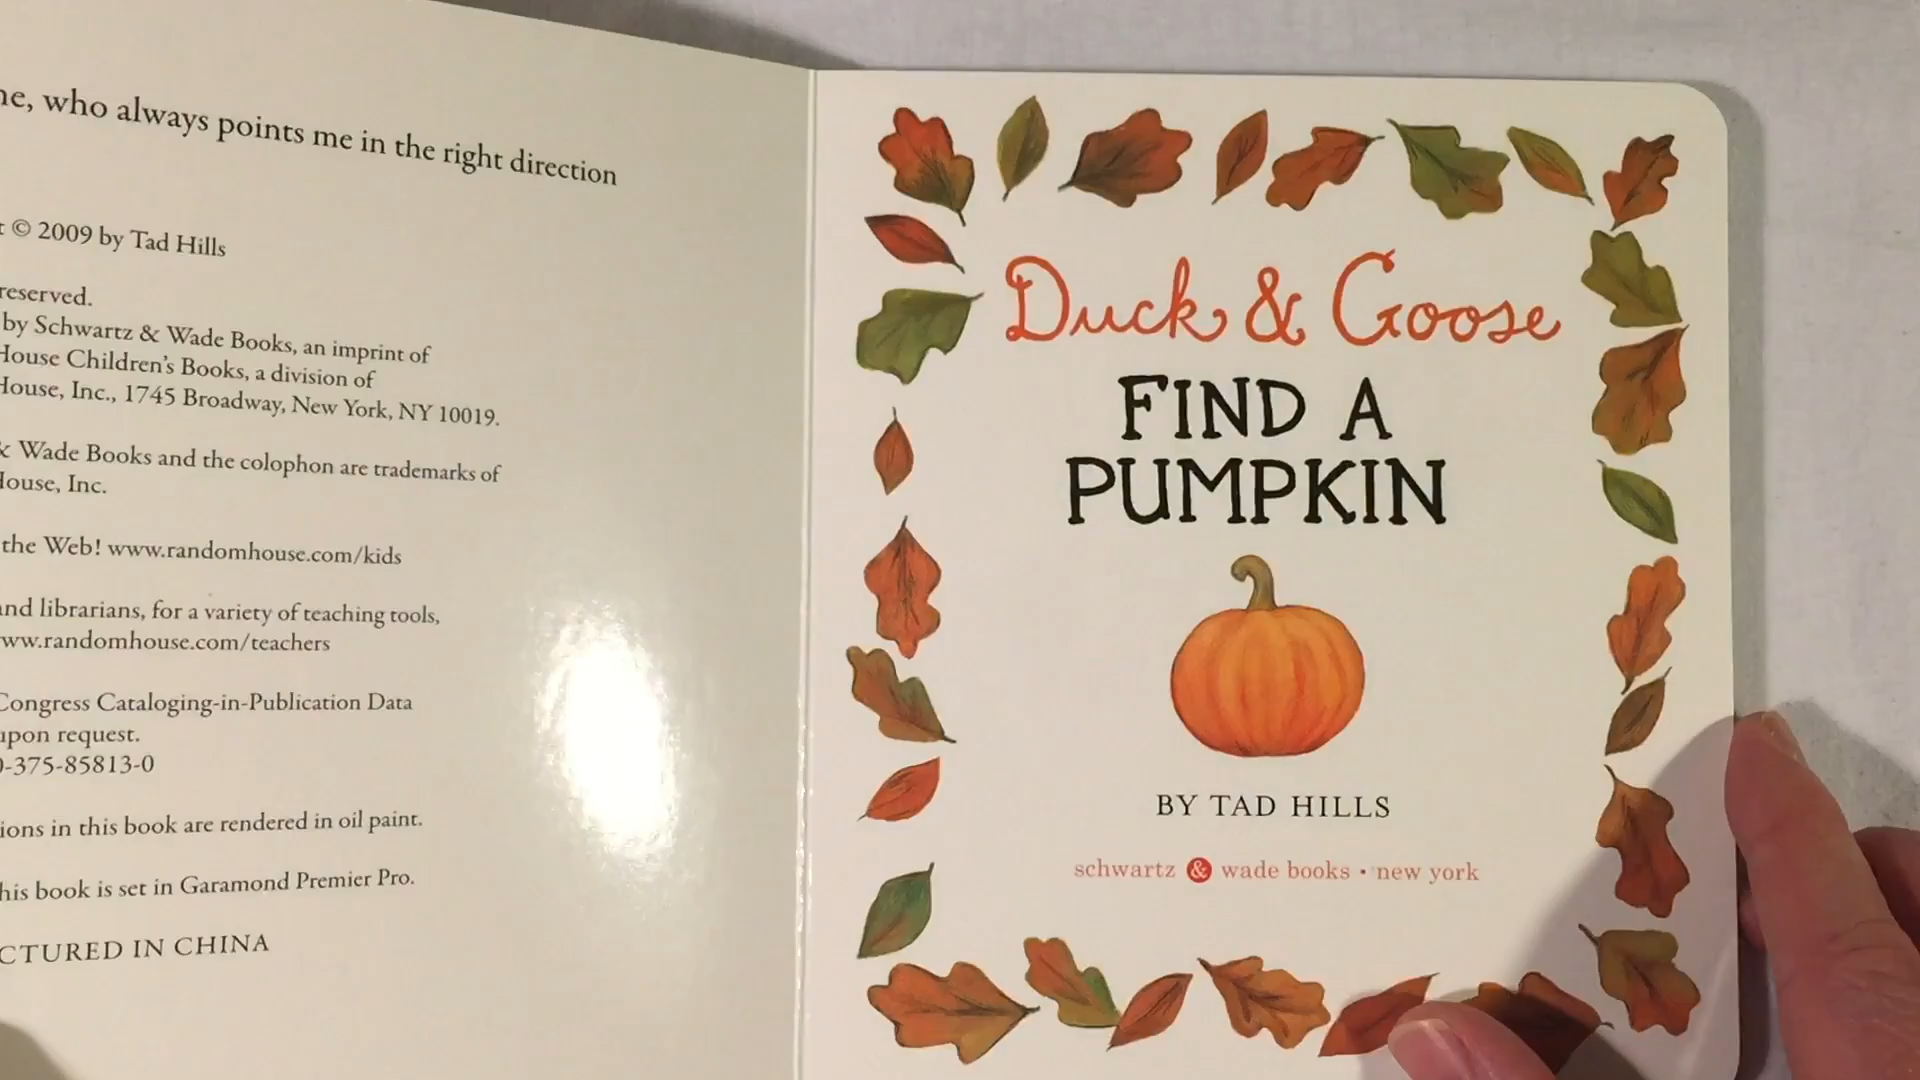 who always points me in the right direction
© 2009 by Tad Hills
reserved.
by Schwartz & Wade Books, an imprint of
House Children's Books, a division of
House, Inc., 1745 Broadway, New York, NY 10019.
& Wade Books and the colophon are trademarks of
House, Inc.
the Web! www.randomhouse.com/kids
and librarians, for a variety of teaching tools,
www.randomhouse.com/teachers
Congress Cataloging-in-Publication Data
upon request.
0-375-85813-0
in this book are rendered in oil paint.
This book is set in Garamond Premier Pro.
CTURED IN CHINA
Duck & Goose
FIND A
PUMPKIN
BY TAD HILLS
schwartz & wade books • new york